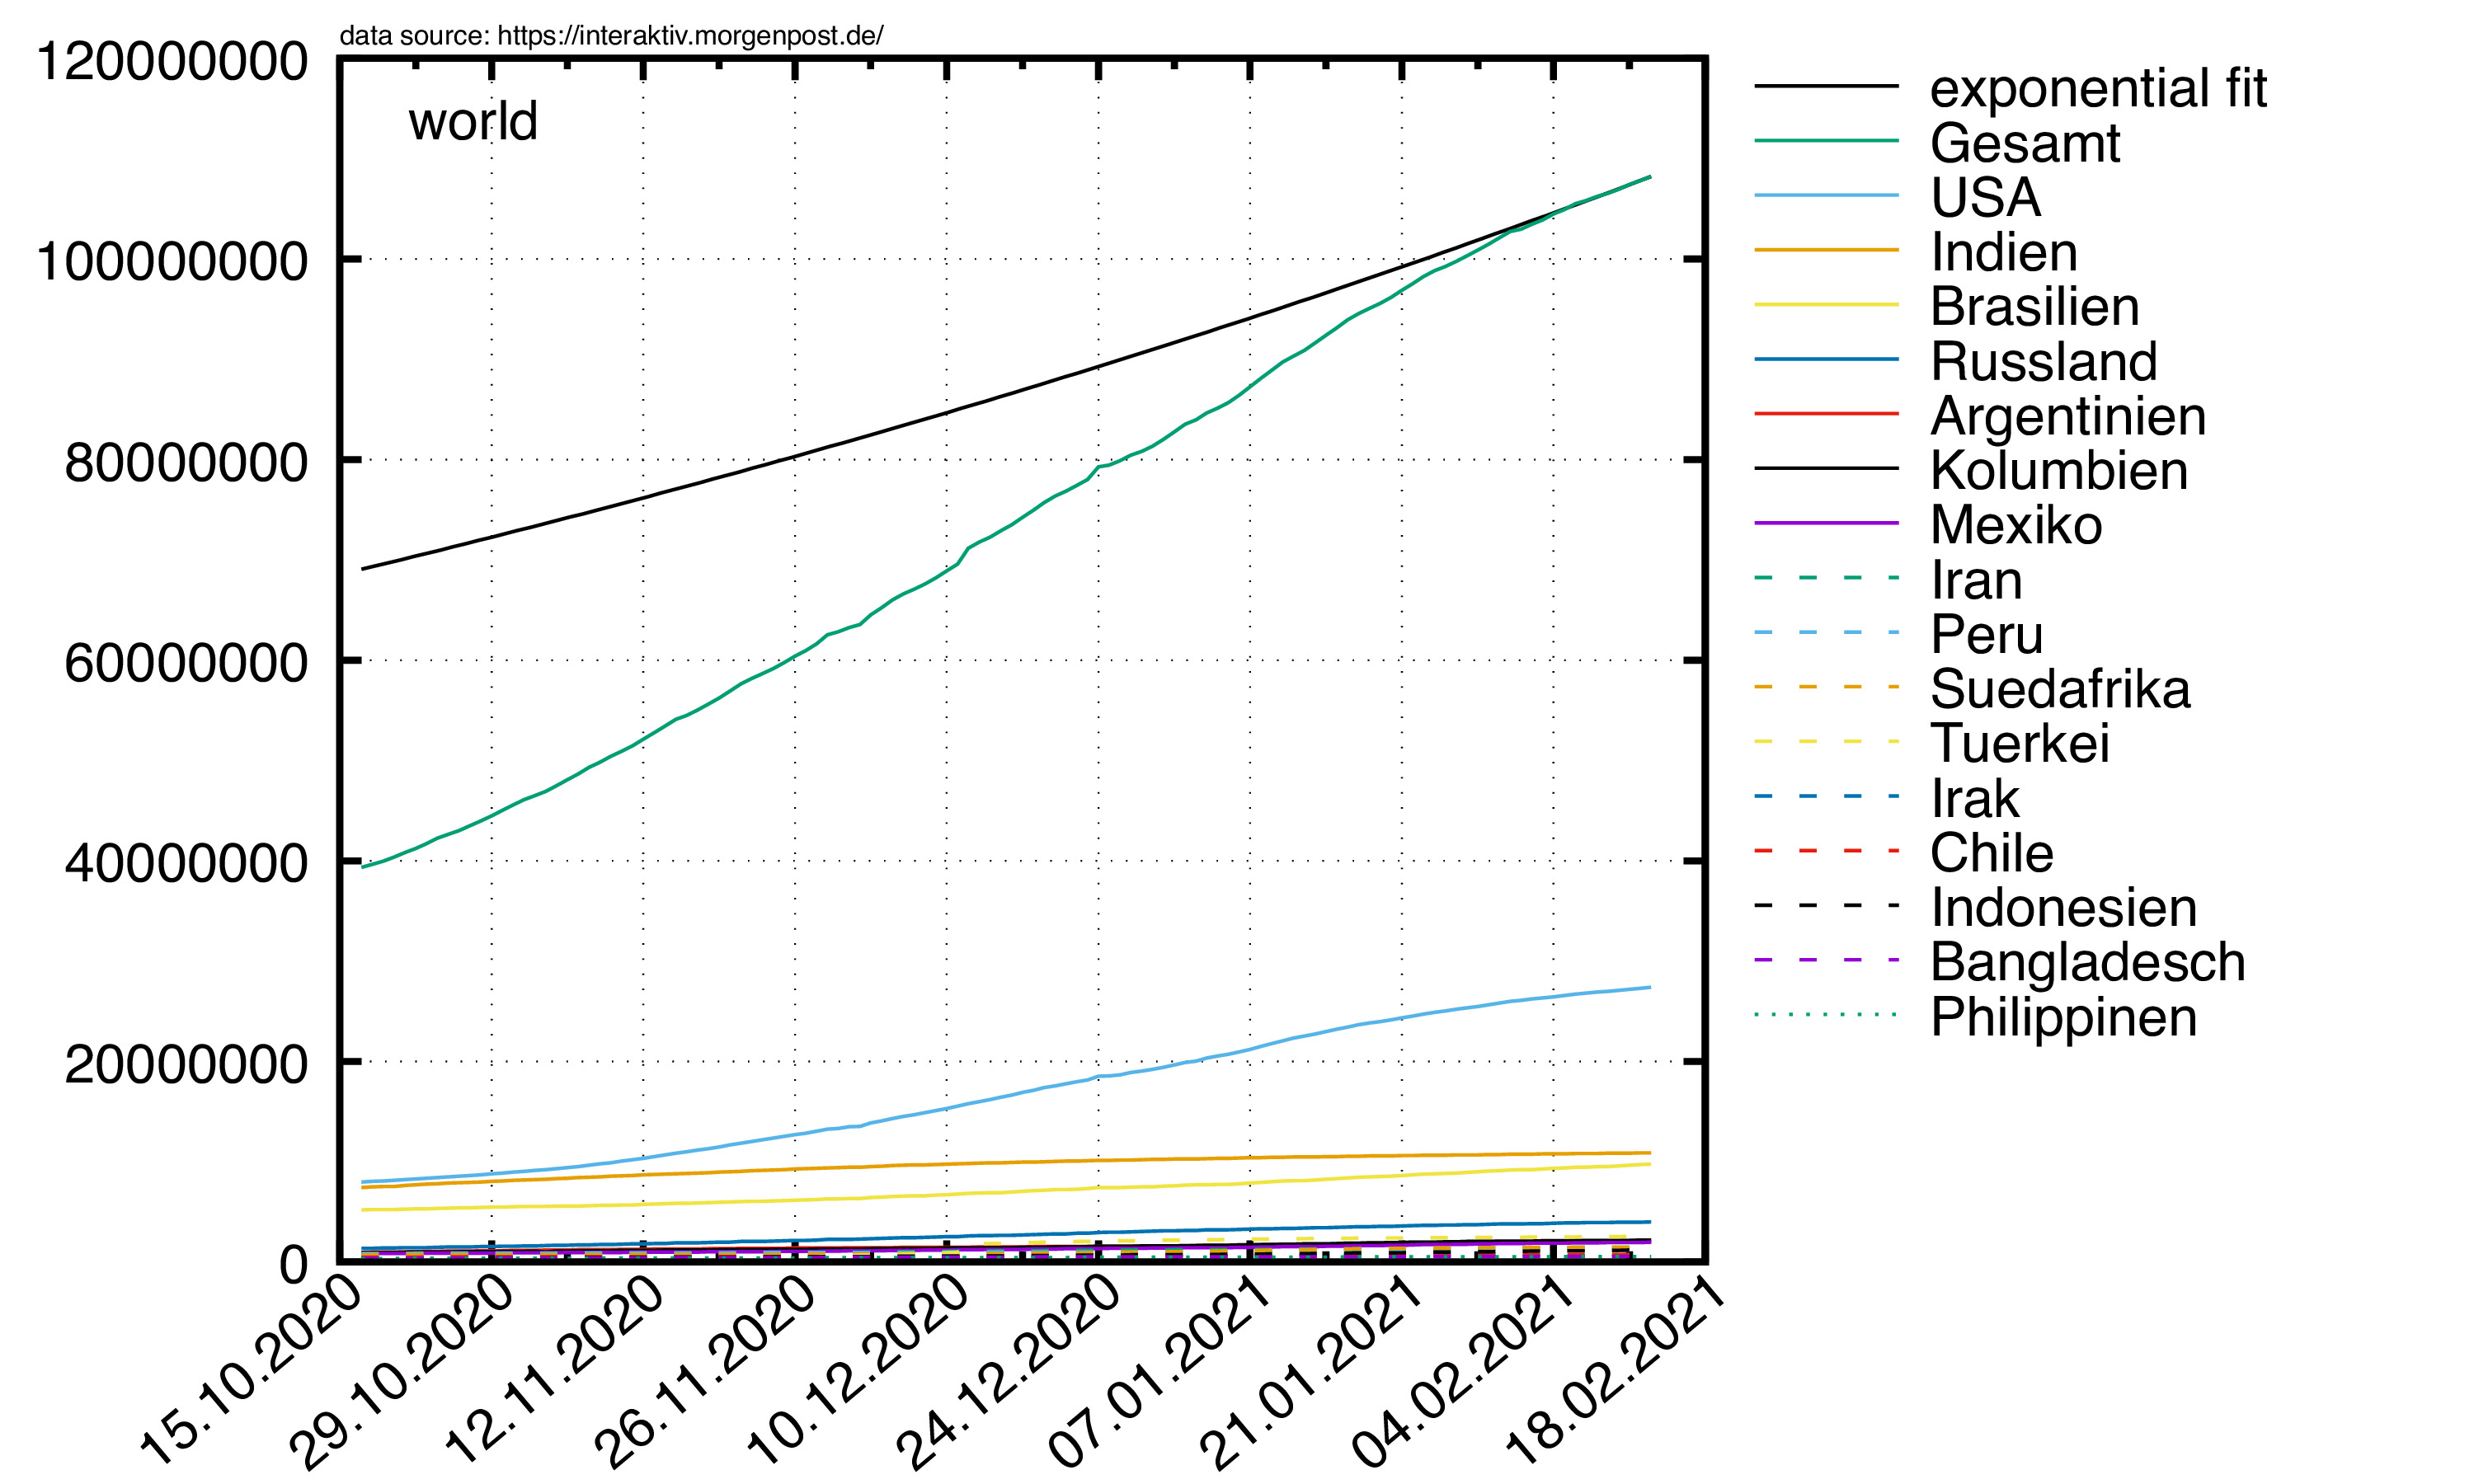 data source: https://interaktiv.morgenpost.de/
world
120000000
100000000
80000000
60000000
40000000
20000000
0
15.10.2020
29.10.2020
12.11.2020
26.11.2020
10.12.2020
24.12.2020
07.01.2021
21.01.2021
04.02.2021
18.02.2021
exponential fit
Gesamt
USA
Indien
Brasilien
Russland
Argentinien
Kolumbien
Mexiko
Iran
Peru
Suedafrika
Tuerkei
Irak
Chile
Indonesien
Bangladesch
Philippinen